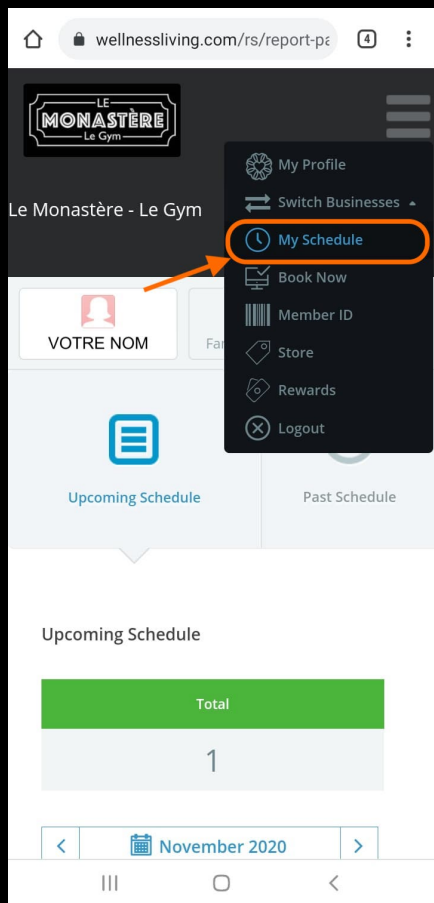 wellnessliving.com/rs/report-pa
4
LE
MONASTÈRE
Le Gym
Le Monastère - Le Gym
My Profile
Switch Businesses
My Schedule
Book Now
Member ID
Store
Rewards
Logout
VOTRE NOM
Upcoming Schedule
Past Schedule
Upcoming Schedule
Total
1
November 2020